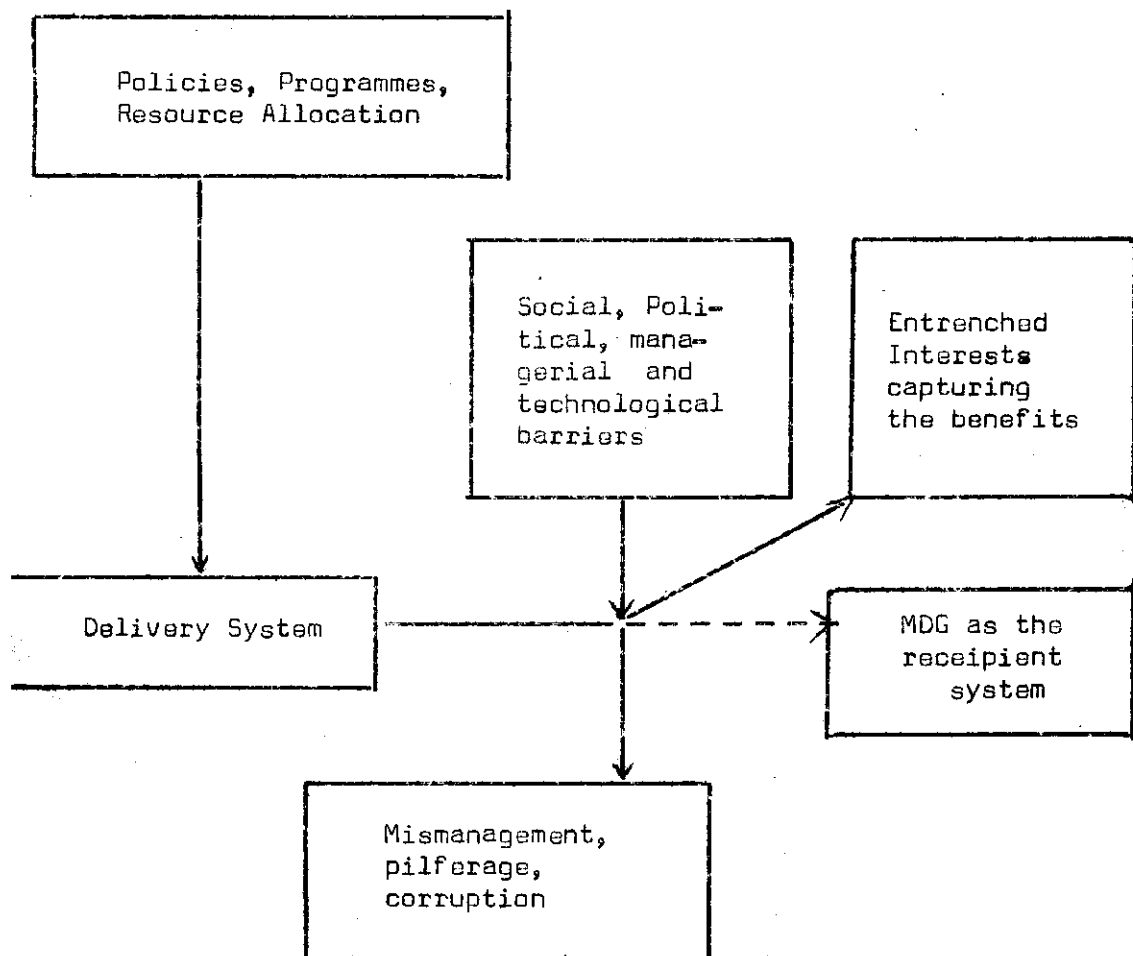 Policies, Programmes,
Resource Allocation
Social, Poli-
tical, mana-
gerial and
technological
barriers
Entrenched
Interests
capturing
the benefits
Delivery System
MDG as the
receipient
system
Mismanagement,
pilferage,
corruption